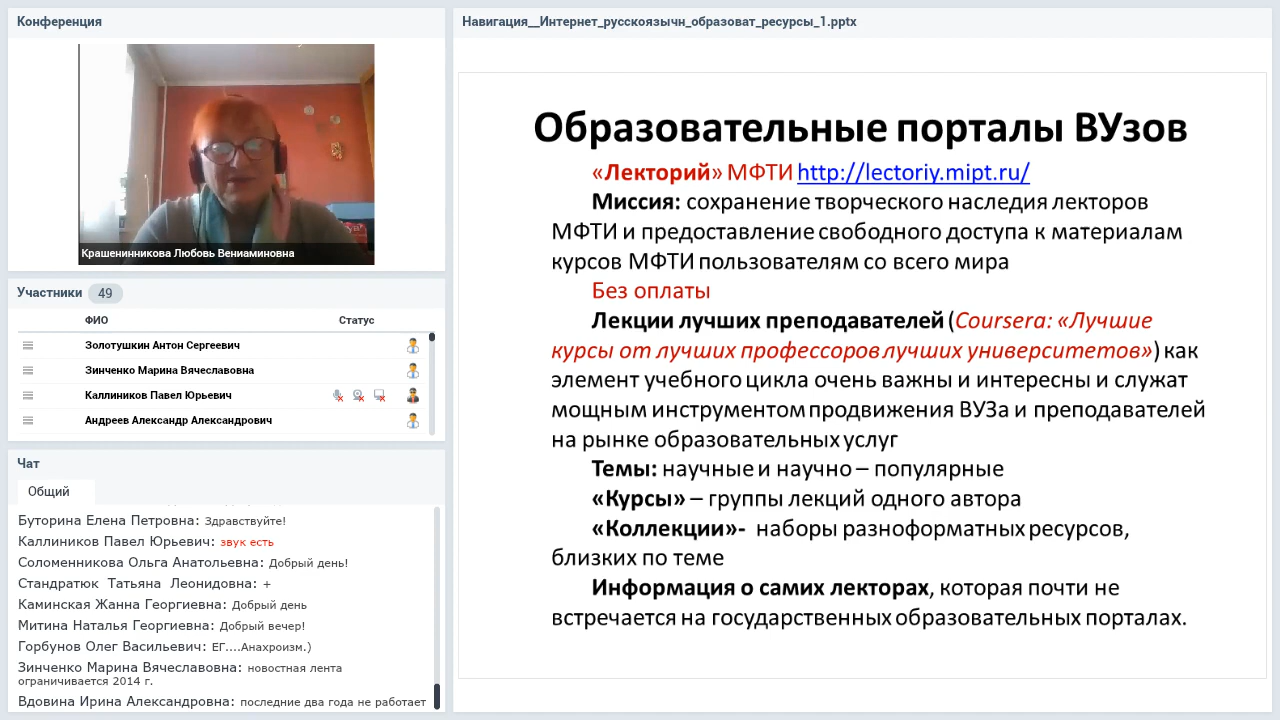 Конференция
Крашенинникова Любовь Вениаминовна
Участники 49
ФИО Статус
Золотушкин Антон Сергеевич
Зинченко Марина Вячеславовна
Каллиников Павел Юрьевич
Андреев Александр Александрович
Чат
Общий
Буторина Елена Петровна: Здравствуйте!
Каллиников Павел Юрьевич: звук есть
Соломенникова Ольга Анатольевна: Добрый день!
Стандратюк Татьяна Леонидовна: +
Каминская Жанна Георгиевна: Добрый день
Митина Наталья Георгиевна: Добрый вечер!
Горбунов Олег Васильевич: ЕГ....Анахроизм.)
Зинченко Марина Вячеславовна: новостная лента
ограничивается 2014 г.
Вдовина Ирина Александровна: последние два года не работает
Навигация__Интернет_русскоязычн_образоват_ресурсы_1.pptx
Образовательные порталы ВУзов
«Лекторий» МФТИ http://lectoriy.mipt.ru/
Миссия: сохранение творческого наследия лекторов
МФТИ и предоставление свободного доступа к материалам
курсов МФТИ пользователям со всего мира
Без оплаты
Лекции лучших преподавателей (Coursera: «Лучшие
курсы от лучших профессоров лучших университетов») как
элемент учебного цикла очень важны и интересны и служат
мощным инструментом продвижения ВУЗа и преподавателей
на рынке образовательных услуг
Темы: научные и научно – популярные
«Курсы» – группы лекций одного автора
«Коллекции»- наборы разноформатных ресурсов,
близких по теме
Информация о самих лекторах, которая почти не
встречается на государственных образовательных порталах.